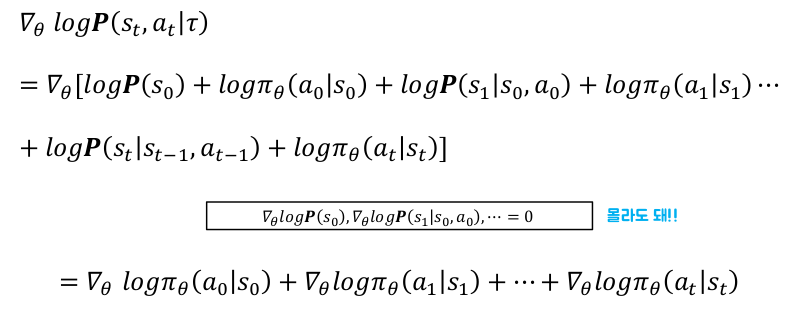 ∇θ logP(sₜ, aₜ|τ)
= ∇θ[logP(s₀) + logπθ(a₀|s₀) + logP(s₁|s₀, a₀) + logπθ(a₁|s₁) ⋯
+ logP(sₜ|sₜ₋₁, aₜ₋₁) + logπθ(aₜ|sₜ)]
∇θlogP(s₀), ∇θlogP(s₁|s₀, a₀), ⋯ = 0 몰라도 돼!!
= ∇θ logπθ(a₀|s₀) + ∇θlogπθ(a₁|s₁) + ⋯ + ∇θlogπθ(aₜ|sₜ)